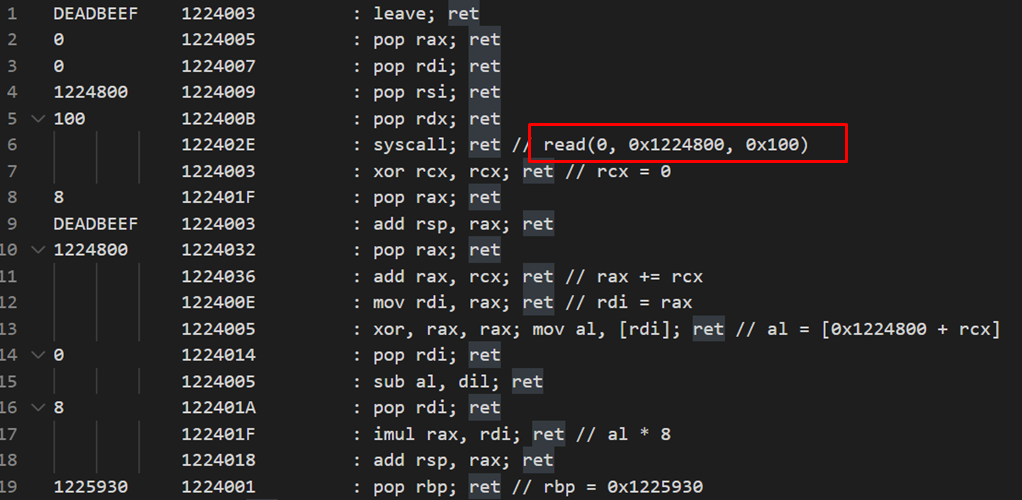 1 DEADBEEF 1224003 : leave; ret
2 0 1224005 : pop rax; ret
3 0 1224007 : pop rdi; ret
4 1224800 1224009 : pop rsi; ret
5 100 122400B : pop rdx; ret
6 122402E : syscall; ret // read(0, 0x1224800, 0x100)
7 1224003 : xor rcx, rcx; ret // rcx = 0
8 8 122401F : pop rax; ret
9 DEADBEEF 1224003 : add rsp, rax; ret
10 1224800 1224032 : pop rax; ret
11 1224036 : add rax, rcx; ret // rax += rcx
12 122400E : mov rdi, rax; ret // rdi = rax
13 1224005 : xor, rax, rax; mov al, [rdi]; ret // al = [0x1224800 + rcx]
14 0 1224014 : pop rdi; ret
15 1224005 : sub al, dil; ret
16 8 122401A : pop rdi; ret
17 122401F : imul rax, rdi; ret // al * 8
18 1224018 : add rsp, rax; ret
19 1225930 1224001 : pop rbp; ret // rbp = 0x1225930